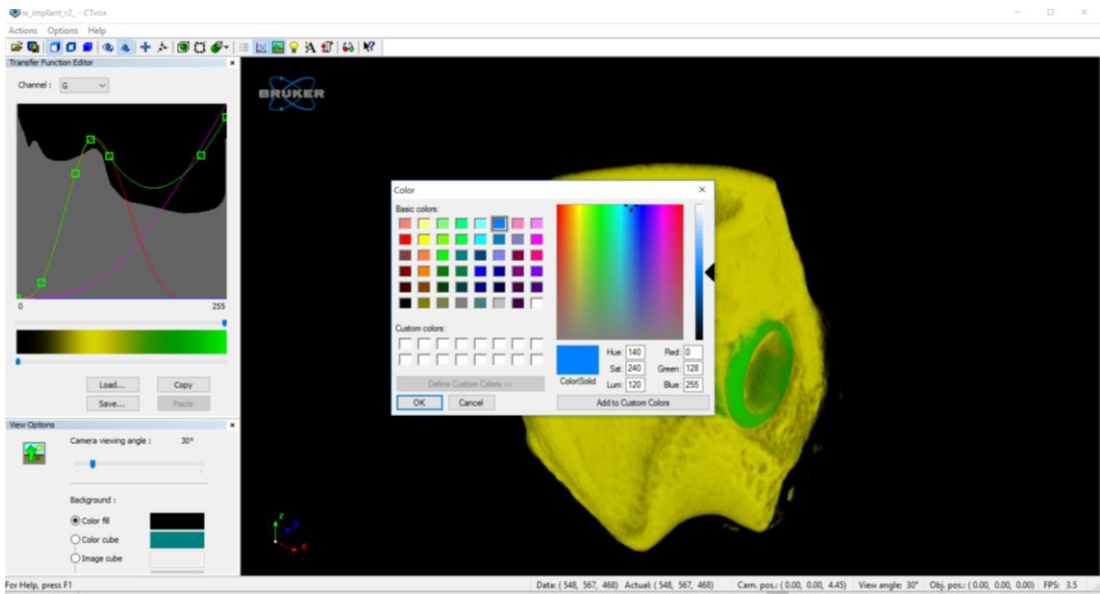 w_implant_r2_ - CTvox
Actions Options Help
Transfer Function Editor
Channel : G
0 255
Load... Copy
Save... Paste
View Options
Camera viewing angle : 30°
Background :
Color fill
Color cube
Image cube
BRUKER
Color
Basic colors:
Custom colors:
Define Custom Colors >>
OK Cancel
Color|Solid
Hue: 140 Red: 0
Sat: 240 Green: 128
Lum: 120 Blue: 255
Add to Custom Colors
For Help, press F1
Data: ( 548, 567, 468) Actual: ( 548, 567, 468) Cam. pos.: ( 0.00, 0.00, 4.45) View angle: 30° Obj. pos.: ( 0.00, 0.00, 0.00) FPS: 3.5
z
x